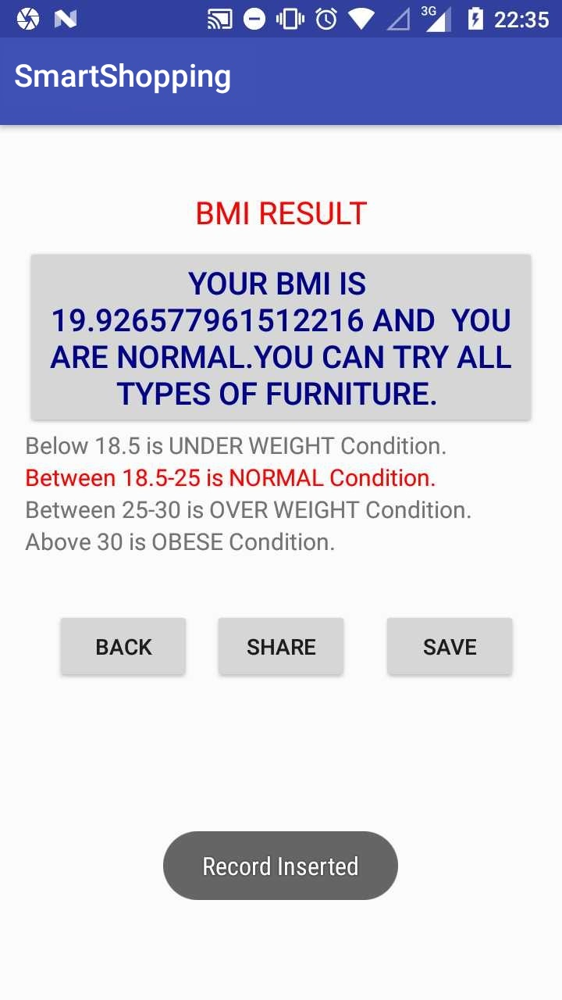 3G 22:35
SmartShopping
BMI RESULT
YOUR BMI IS
19.926577961512216 AND  YOU
ARE NORMAL.YOU CAN TRY ALL
TYPES OF FURNITURE.
Below 18.5 is UNDER WEIGHT Condition.
Between 18.5-25 is NORMAL Condition.
Between 25-30 is OVER WEIGHT Condition.
Above 30 is OBESE Condition.
BACK SHARE SAVE
Record Inserted